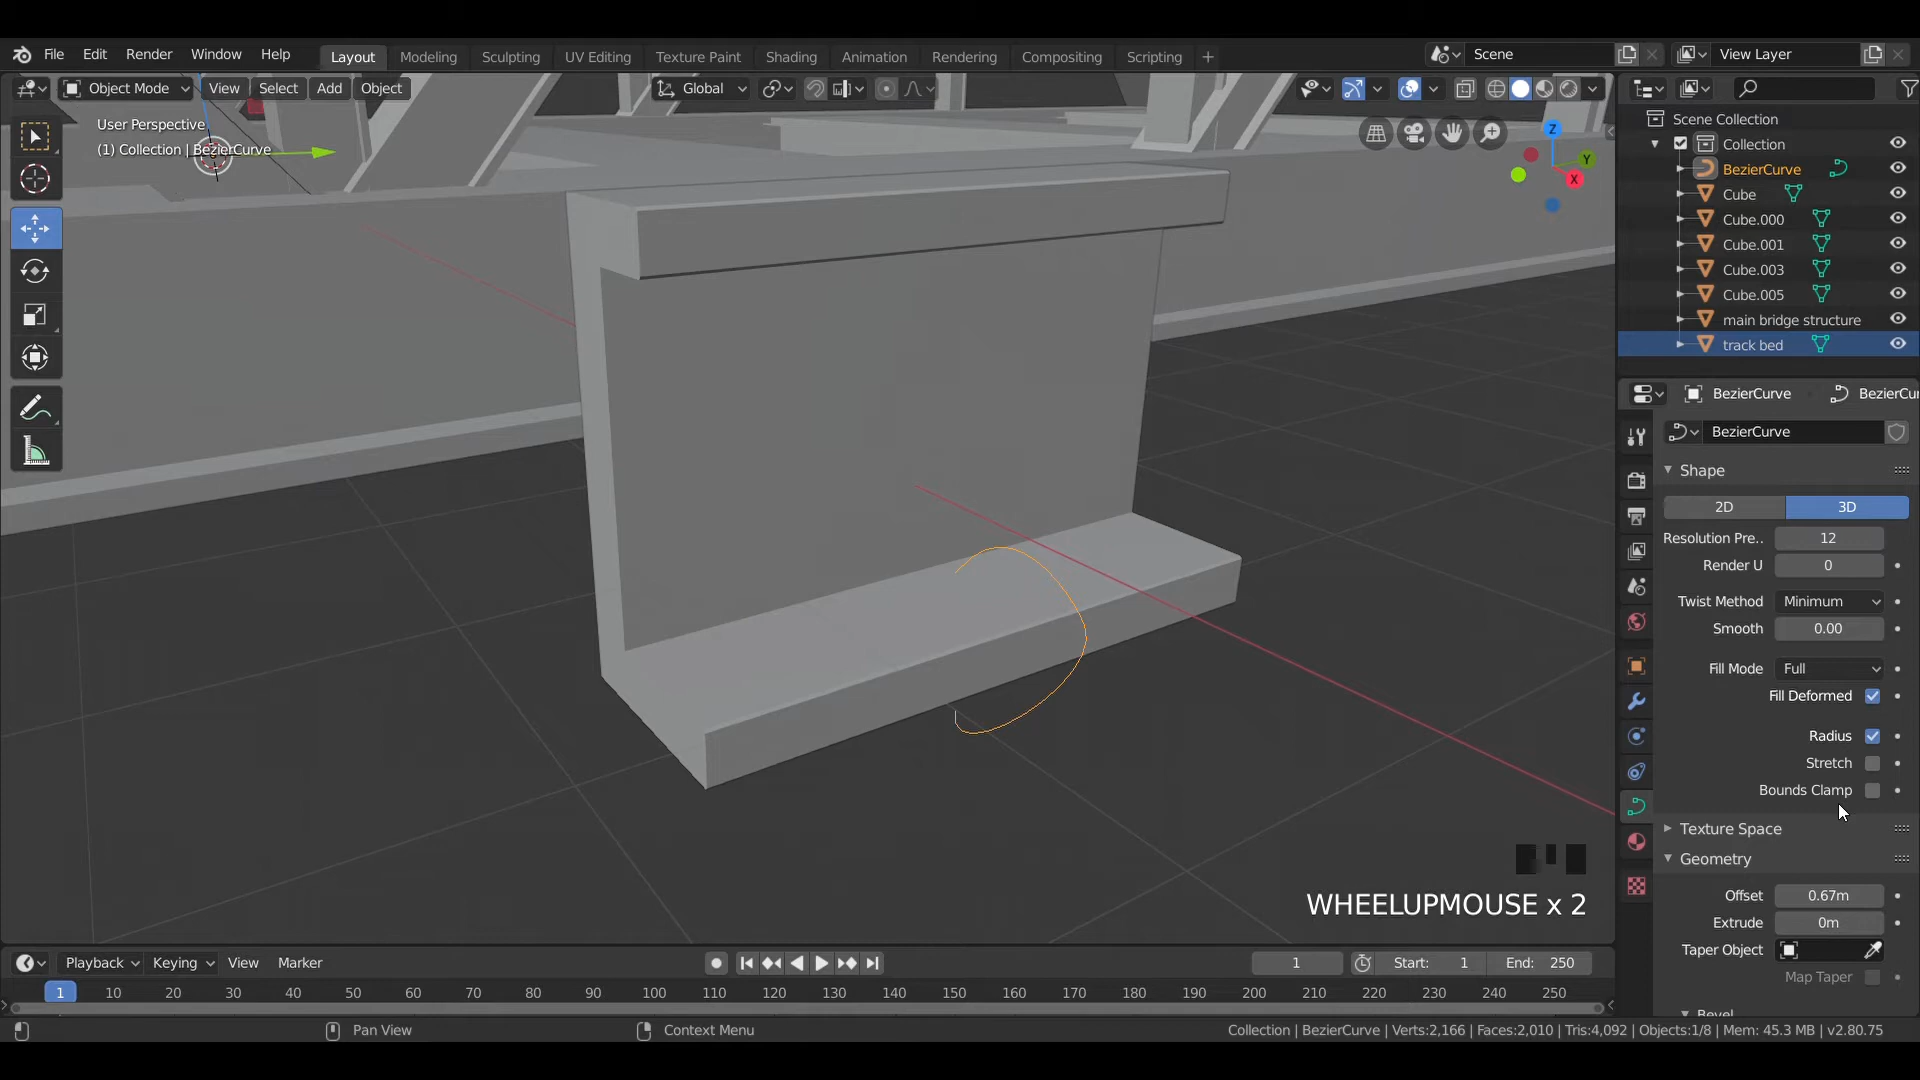 File Edit Render Window Help Layout Modeling Sculpting UV Editing Texture Paint Shading Animation Rendering Compositing Scripting + Scene View Layer
Object Mode View Select Add Object Global
User Perspective
(1) Collection | BezierCurve
Z
Y
X
Scene Collection
Collection
BezierCurve
Cube
Cube.000
Cube.001
Cube.003
Cube.005
main bridge structure
track bed
BezierCurve BezierCu
BezierCurve
Shape
2D 3D
Resolution Pre.. 12
Render U 0
Twist Method Minimum
Smooth 0.00
Fill Mode Full
Fill Deformed
Radius
Stretch
Bounds Clamp
Texture Space
Geometry
Offset 0.67m
Extrude 0m
Taper Object
Map Taper
Bevel
WHEELUPMOUSE x 2
Playback Keying View Marker 1 Start: 1 End: 250
1 10 20 30 40 50 60 70 80 90 100 110 120 130 140 150 160 170 180 190 200 210 220 230 240 250
Pan View Context Menu Collection | BezierCurve | Verts:2,166 | Faces:2,010 | Tris:4,092 | Objects:1/8 | Mem: 45.3 MB | v2.80.75